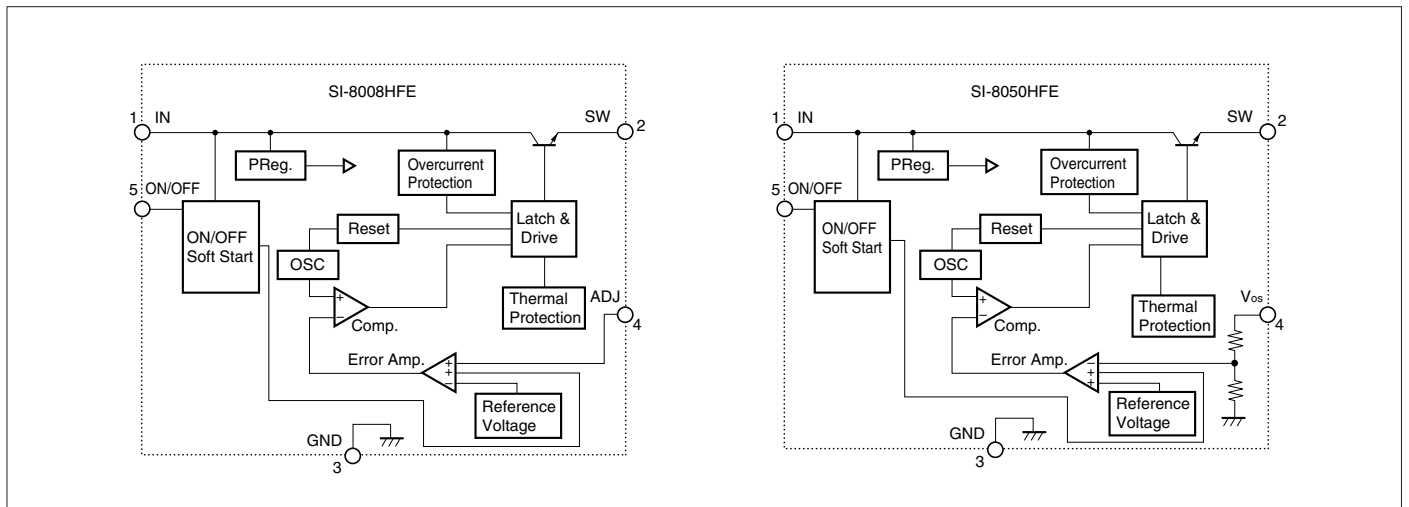 SI-8008HFE
1
IN
SW
2
PReg.
Overcurrent
Protection
5
ON/OFF
ON/OFF
Soft Start
Reset
Latch &
Drive
OSC
+
−
Comp.
Thermal
Protection
ADJ
4
Error Amp.
+
+
−
Reference
Voltage
GND
3
SI-8050HFE
1
IN
SW
2
PReg.
Overcurrent
Protection
5
ON/OFF
ON/OFF
Soft Start
Reset
Latch &
Drive
OSC
+
−
Comp.
Thermal
Protection
Vos
4
Error Amp.
−
+
+
Reference
Voltage
GND
3